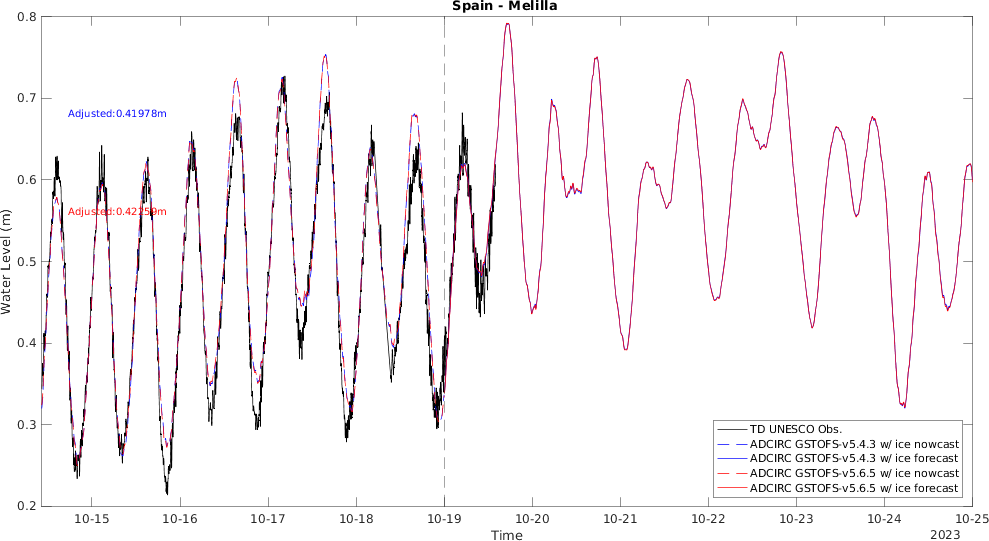 Spain - Melilla
0.8
0.7
0.6
0.5
0.4
0.3
0.2
Water Level (m)
Adjusted:0.41978m
Adjusted:0.42259m
TD UNESCO Obs.
ADCIRC GSTOFS-v5.4.3 w/ ice nowcast
ADCIRC GSTOFS-v5.4.3 w/ ice forecast
ADCIRC GSTOFS-v5.6.5 w/ ice nowcast
ADCIRC GSTOFS-v5.6.5 w/ ice forecast
10-15 10-16 10-17 10-18 10-19 10-20 10-21 10-22 10-23 10-24 10-25
Time
2023